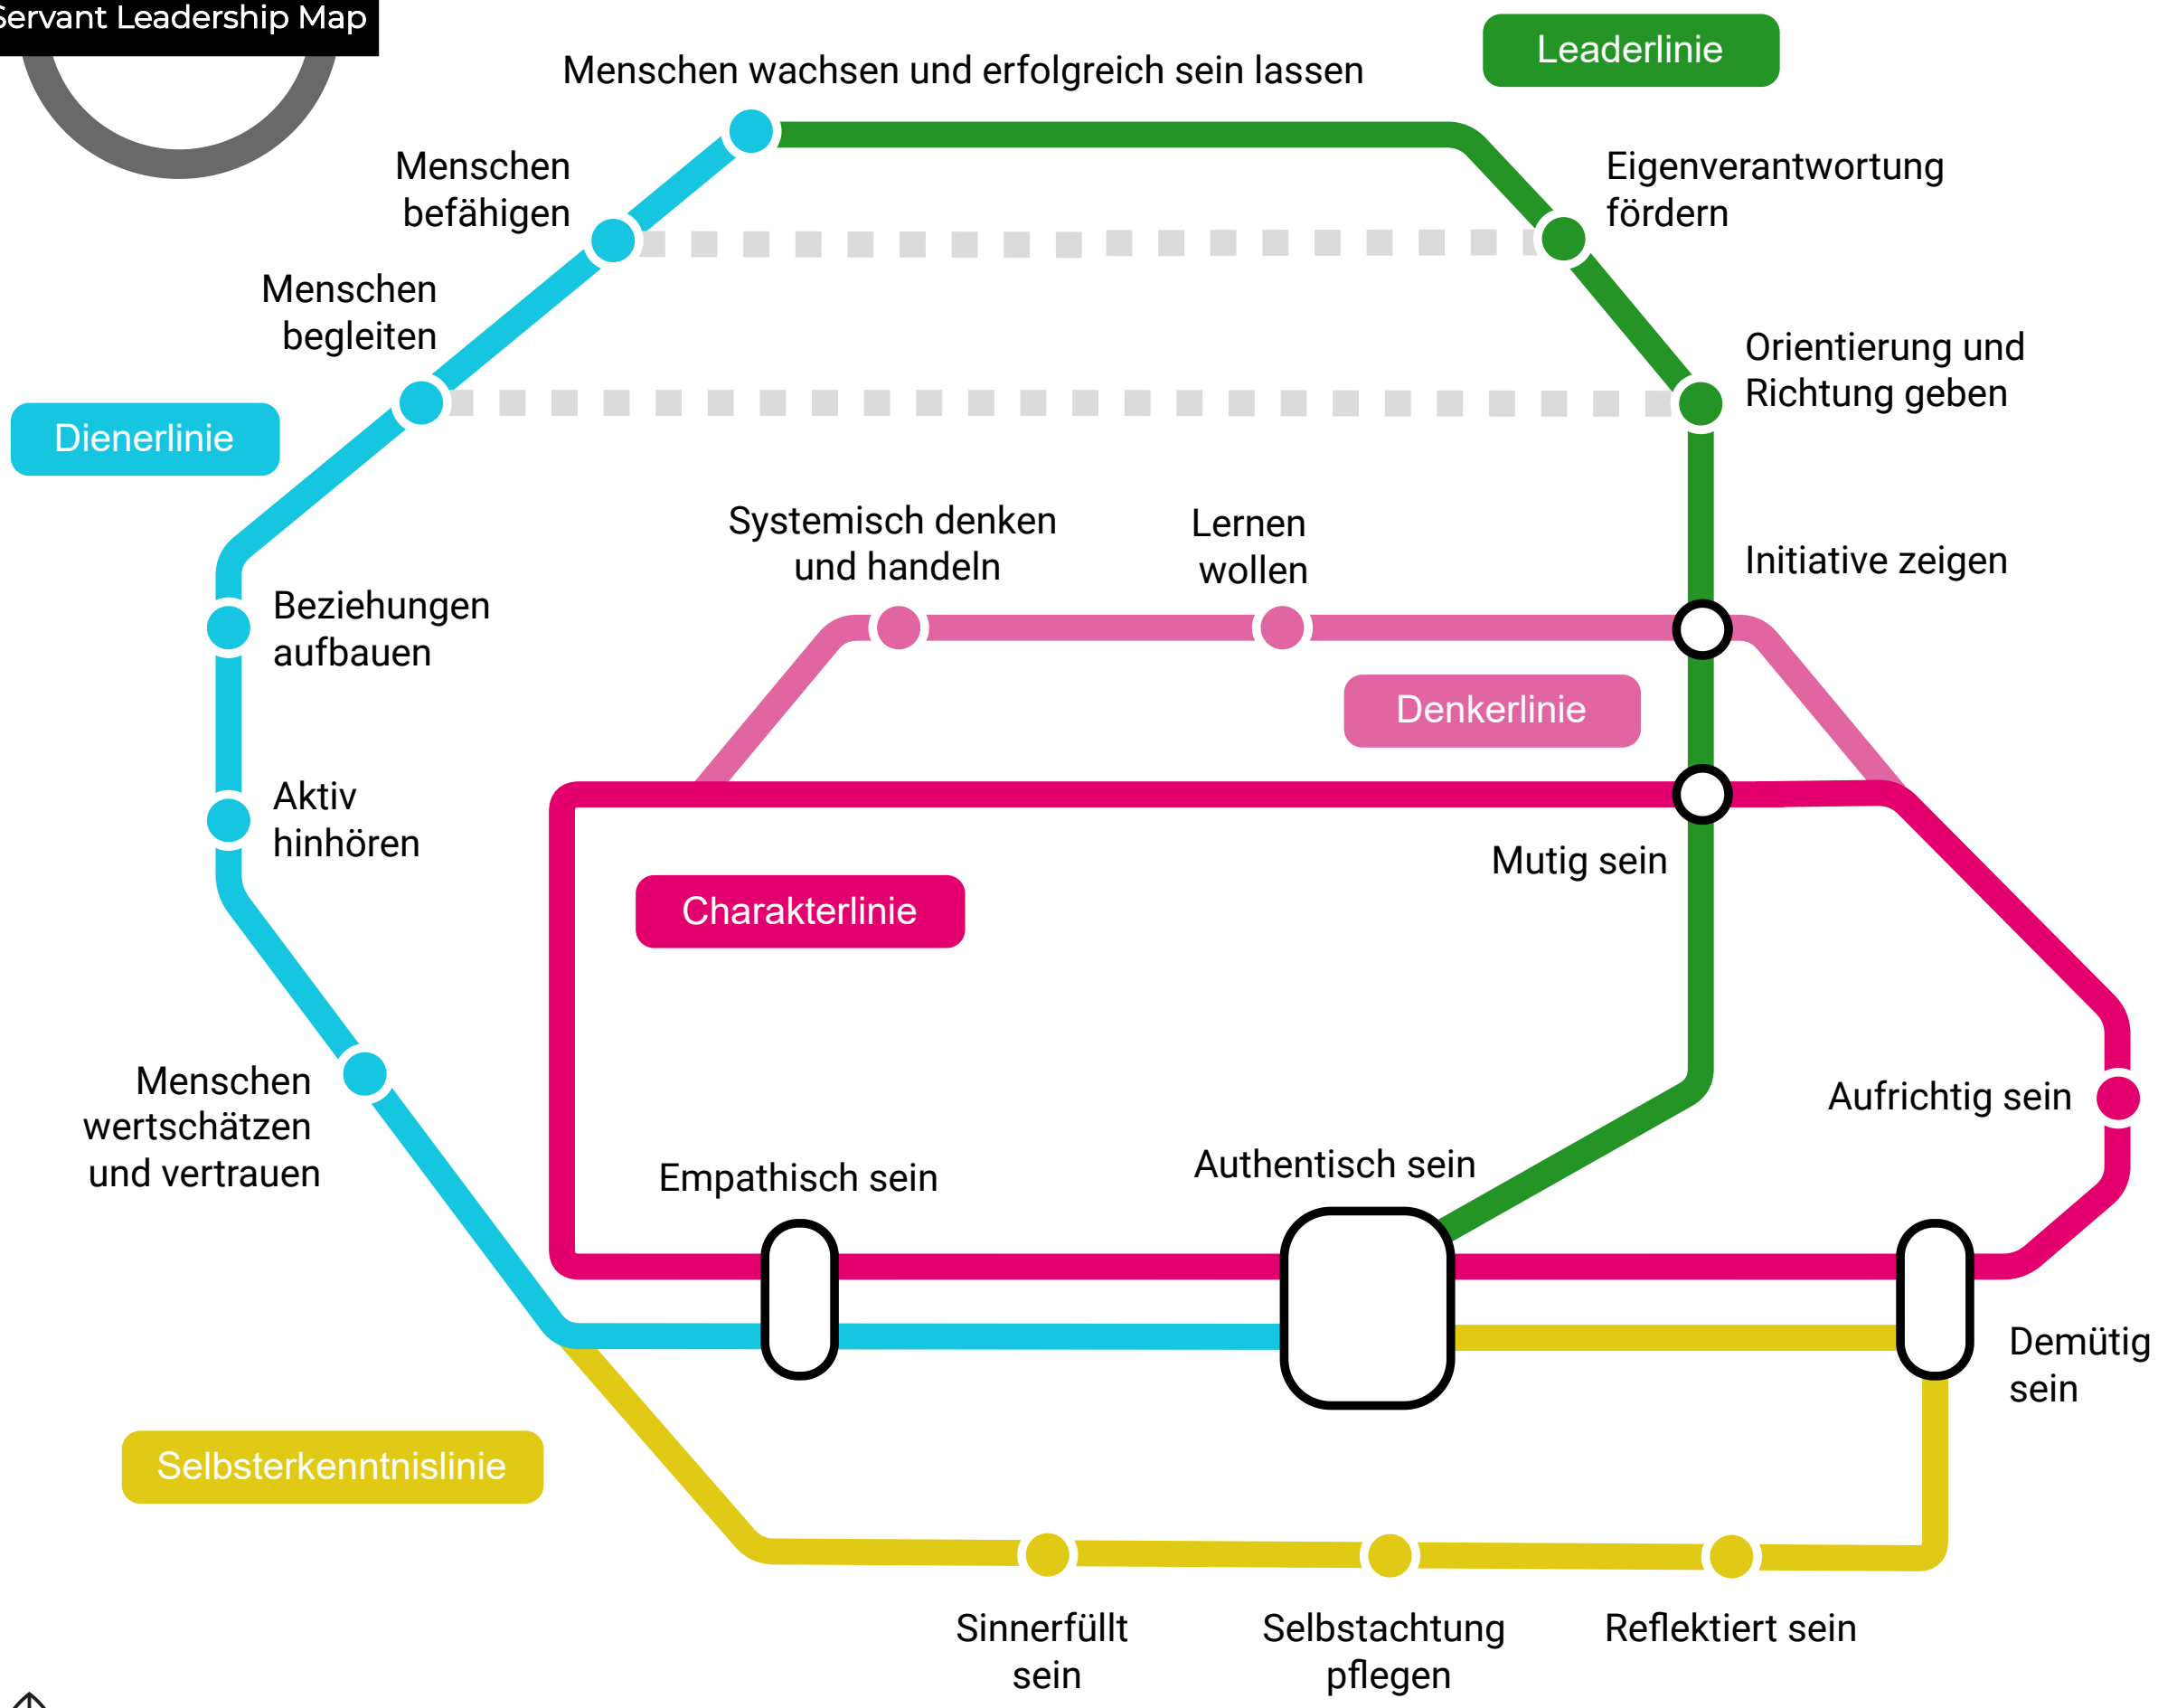 Servant Leadership Map
Leaderlinie
Menschen wachsen und erfolgreich sein lassen
Menschen
befähigen
Eigenverantwortung
fördern
Menschen
begleiten
Orientierung und
Richtung geben
Dienerlinie
Systemisch denken
und handeln
Lernen
wollen
Initiative zeigen
Beziehungen
aufbauen
Denkerlinie
Aktiv
hinhören
Mutig sein
Charakterlinie
Menschen
wertschätzen
und vertrauen
Aufrichtig sein
Empathisch sein
Authentisch sein
Demütig
sein
Selbsterkenntnislinie
Sinnerfüllt
sein
Selbstachtung
pflegen
Reflektiert sein